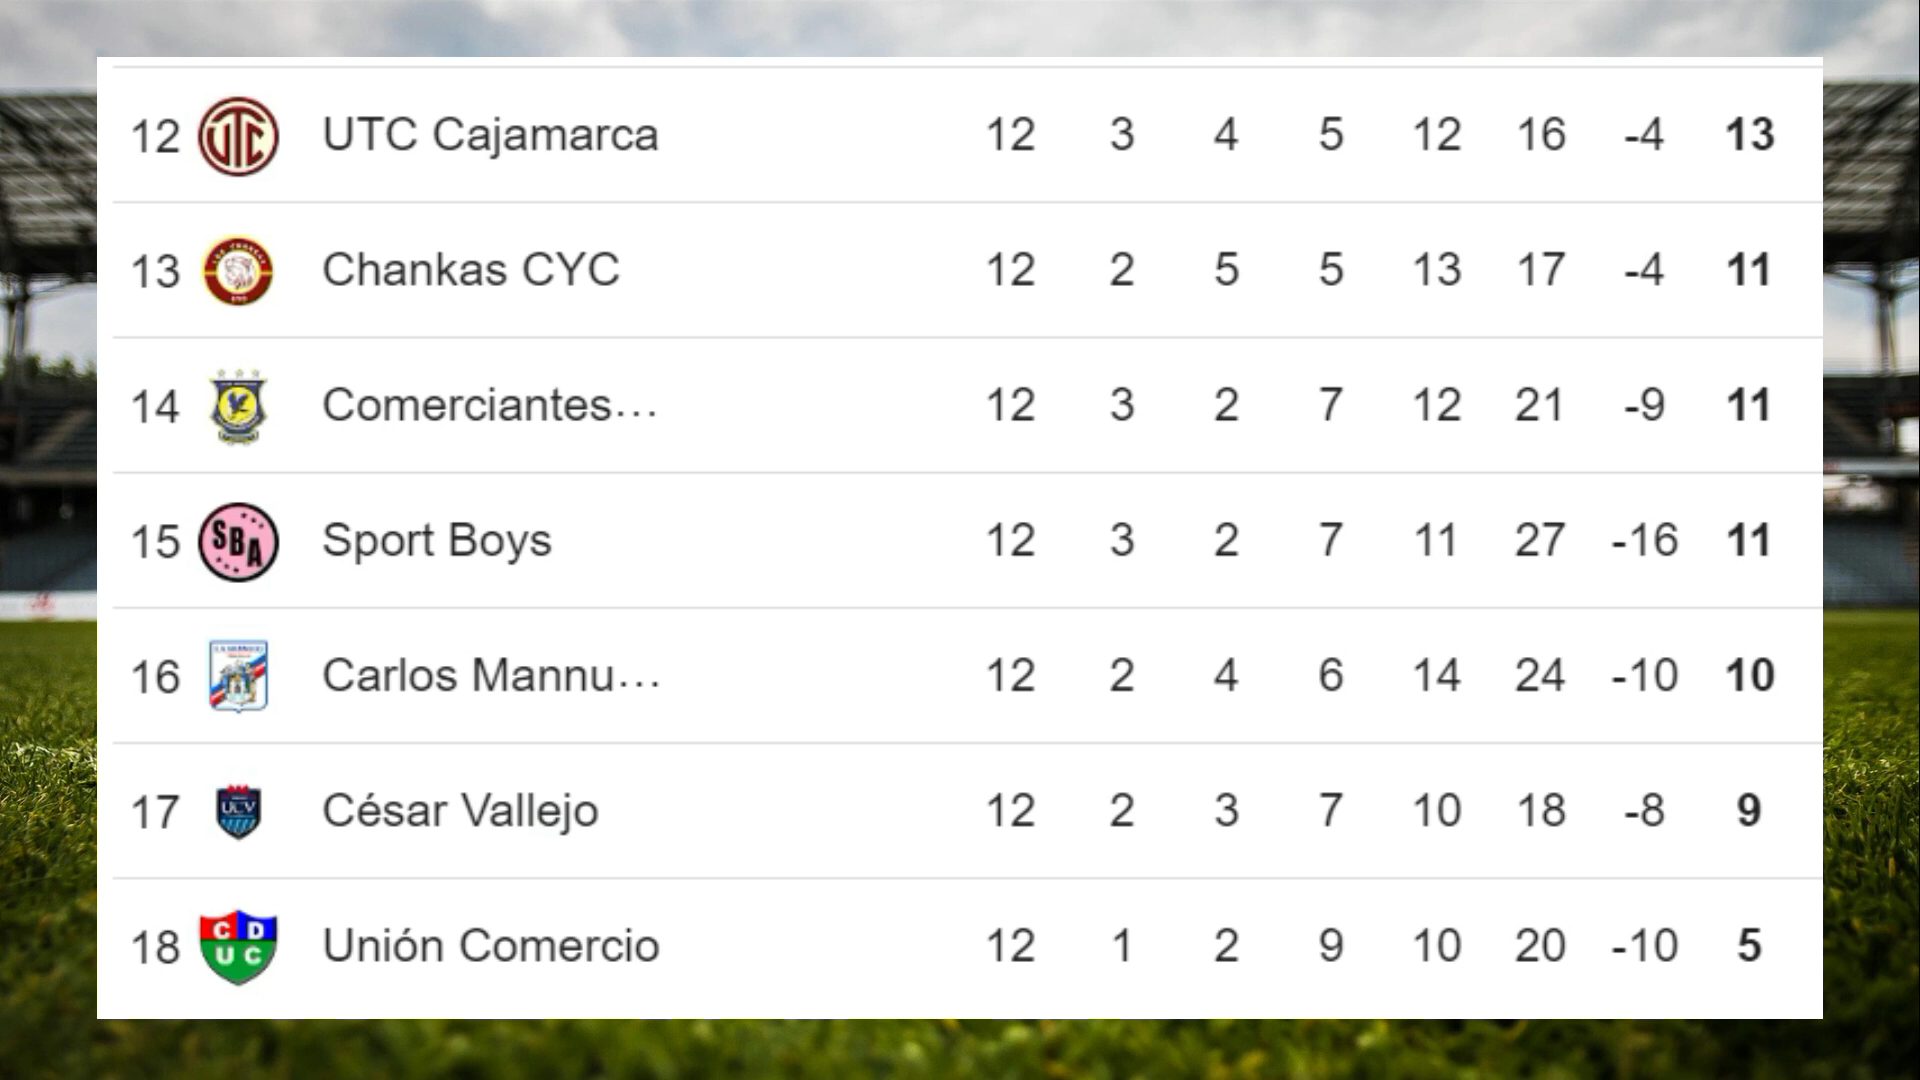 12 UTC Cajamarca 12 3 4 5 12 16 -4 13
13 Chankas CYC 12 2 5 5 13 17 -4 11
14 Comerciantes... 12 3 2 7 12 21 -9 11
15 SBA Sport Boys 12 3 2 7 11 27 -16 11
16 Carlos Mannu... 12 2 4 6 14 24 -10 10
17 UCV César Vallejo 12 2 3 7 10 18 -8 9
18 CDUC Unión Comercio 12 1 2 9 10 20 -10 5